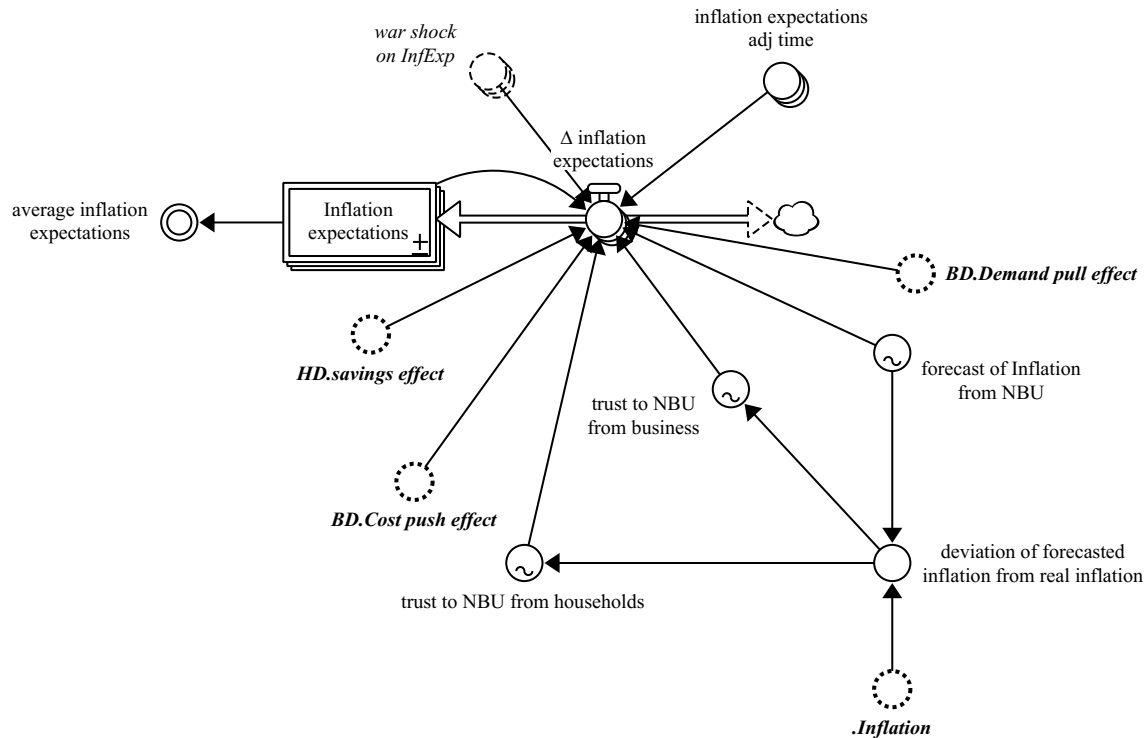 inflation expectations
adj time
war shock
on InfExp
Δ inflation
expectations
average inflation
expectations
Inflation
expectations
±
BD.Demand pull effect
HD.savings effect
forecast of Inflation
from NBU
trust to NBU
from business
BD.Cost push effect
deviation of forecasted
inflation from real inflation
trust to NBU from households
.Inflation